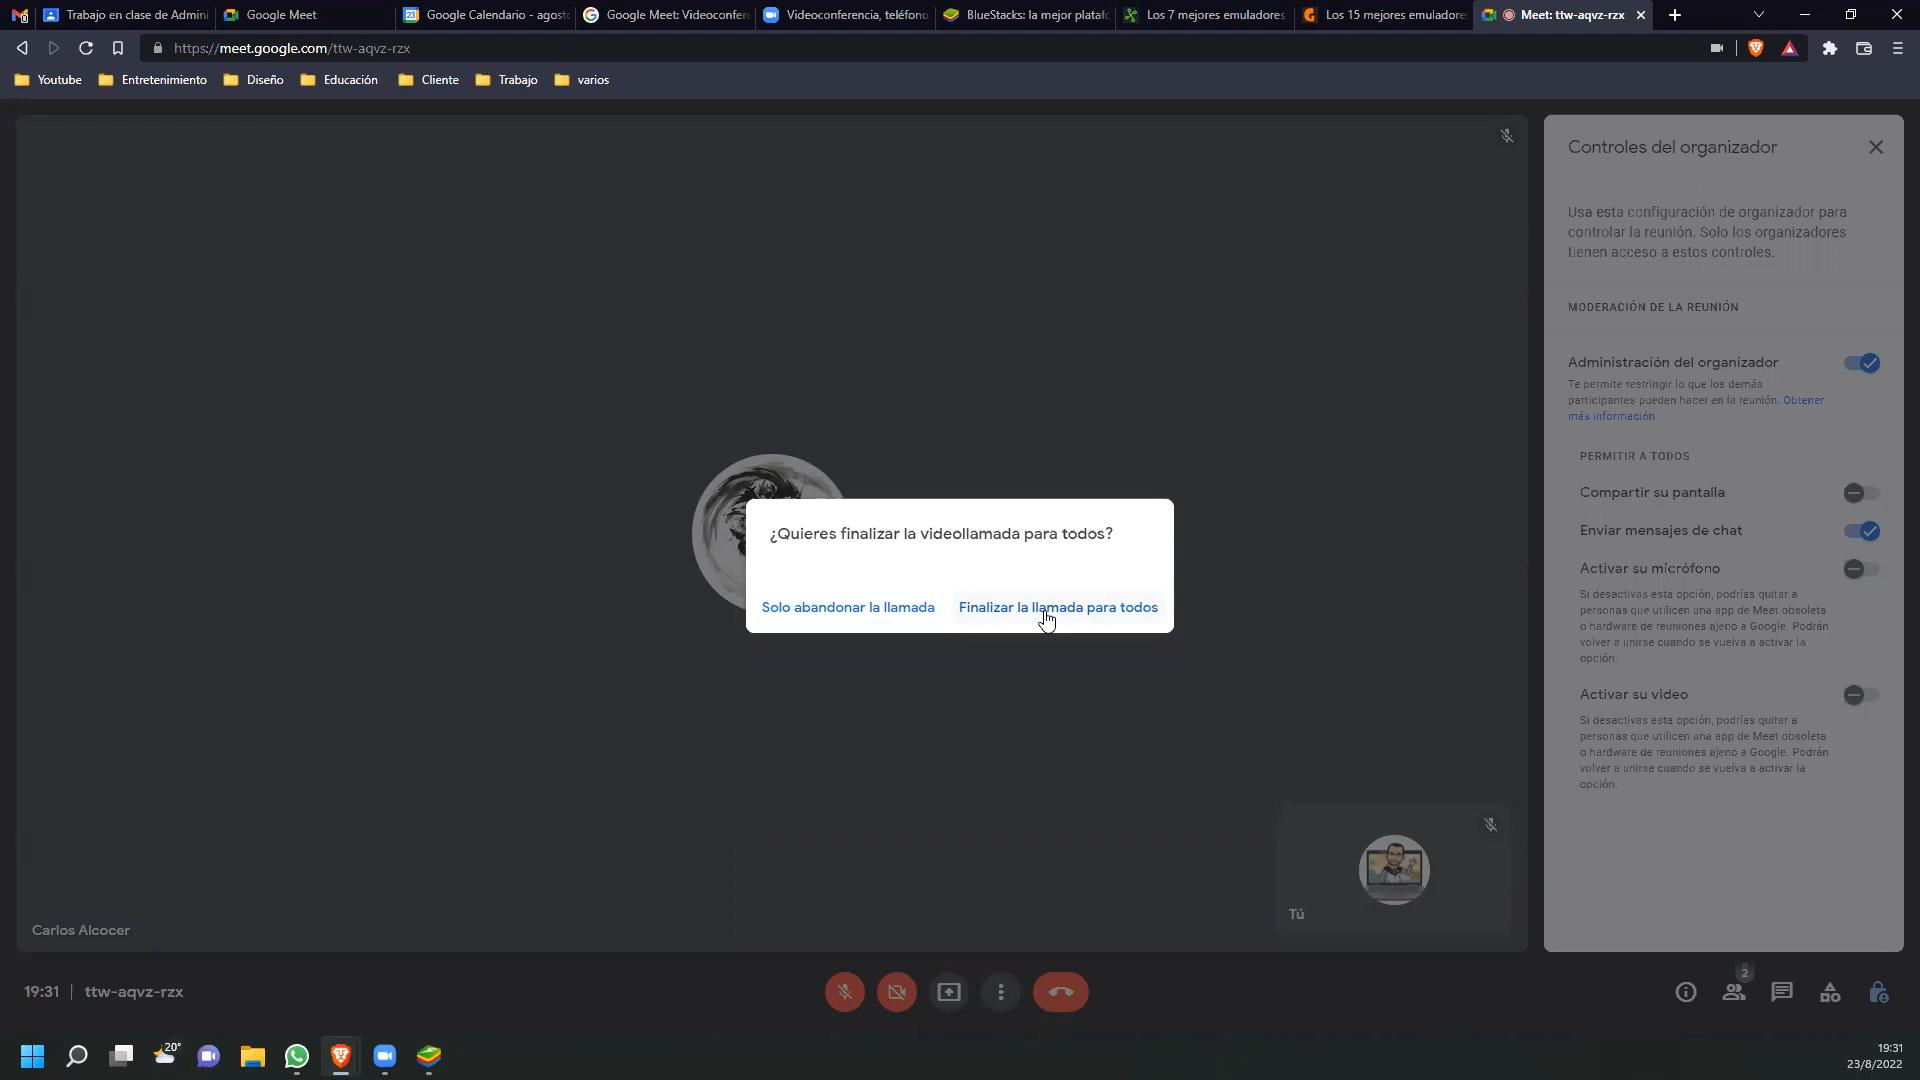 Trabajo en clase de Admini
Google Meet
Google Calendario - agost
Google Meet: Videoconfere
Videoconferencia, teléfono
BlueStacks: la mejor plataf
Los 7 mejores emuladores
Los 15 mejores emuladore
Meet: ttw-aqvz-rzx
https://meet.google.com/ttw-aqvz-rzx
Youtube
Entretenimiento
Diseño
Educación
Cliente
Trabajo
varios
Controles del organizador
Usa esta configuración de organizador para
controlar la reunión. Solo los organizadores
tienen acceso a estos controles.
MODERACIÓN DE LA REUNIÓN
Administración del organizador
Te permite restringir lo que los demás
participantes pueden hacer en la reunión. Obtener
más información
PERMITIR A TODOS
Compartir su pantalla
Enviar mensajes de chat
Activar su micrófono
Si desactivas esta opción, podrías quitar a
personas que utilicen una app de Meet obsoleta
o hardware de reuniones ajeno a Google. Podrán
volver a unirse cuando se vuelva a activar la
opción.
Activar su video
Si desactivas esta opción, podrías quitar a
personas que utilicen una app de Meet obsoleta
o hardware de reuniones ajeno a Google. Podrán
volver a unirse cuando se vuelva a activar la
opción.
¿Quieres finalizar la videollamada para todos?
Solo abandonar la llamada
Finalizar la llamada para todos
Tú
Carlos Alcocer
19:31 | ttw-aqvz-rzx
2
20°
19:31
23/8/2022